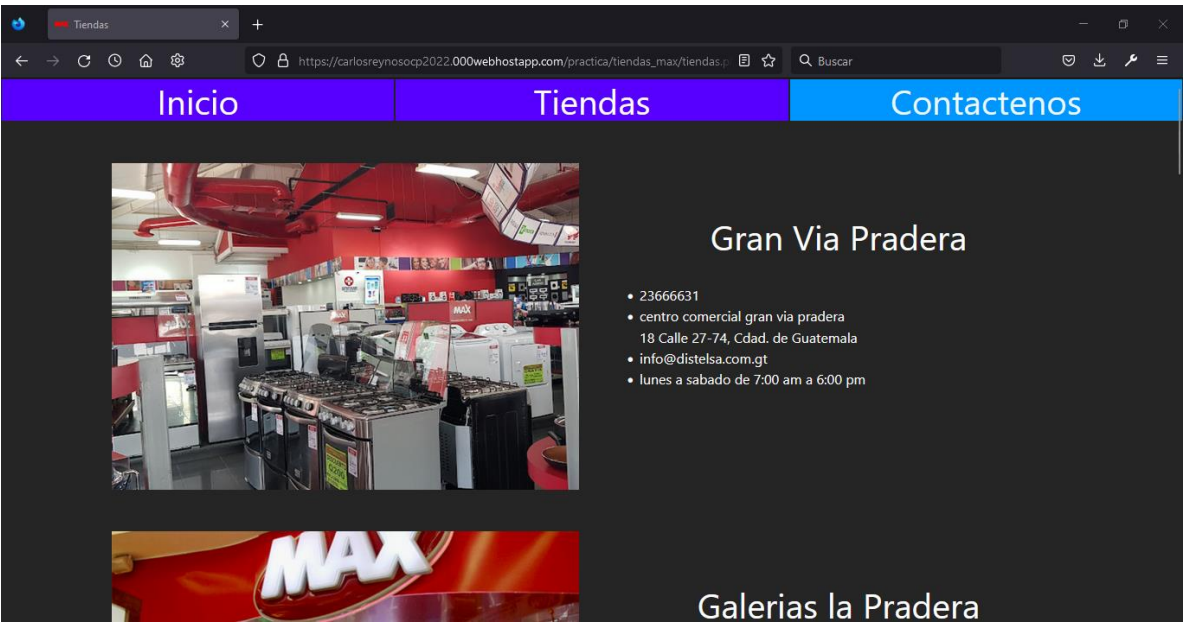 Tiendas
https://carlosreynosocp2022.000webhostapp.com/practica/tiendas_max/tiendas.p
Buscar
Inicio
Tiendas
Contactenos
MAX
Gran Via Pradera
23666631
centro comercial gran via pradera
18 Calle 27-74, Cdad. de Guatemala
info@distelsa.com.gt
lunes a sabado de 7:00 am a 6:00 pm
MAX
Galerias la Pradera